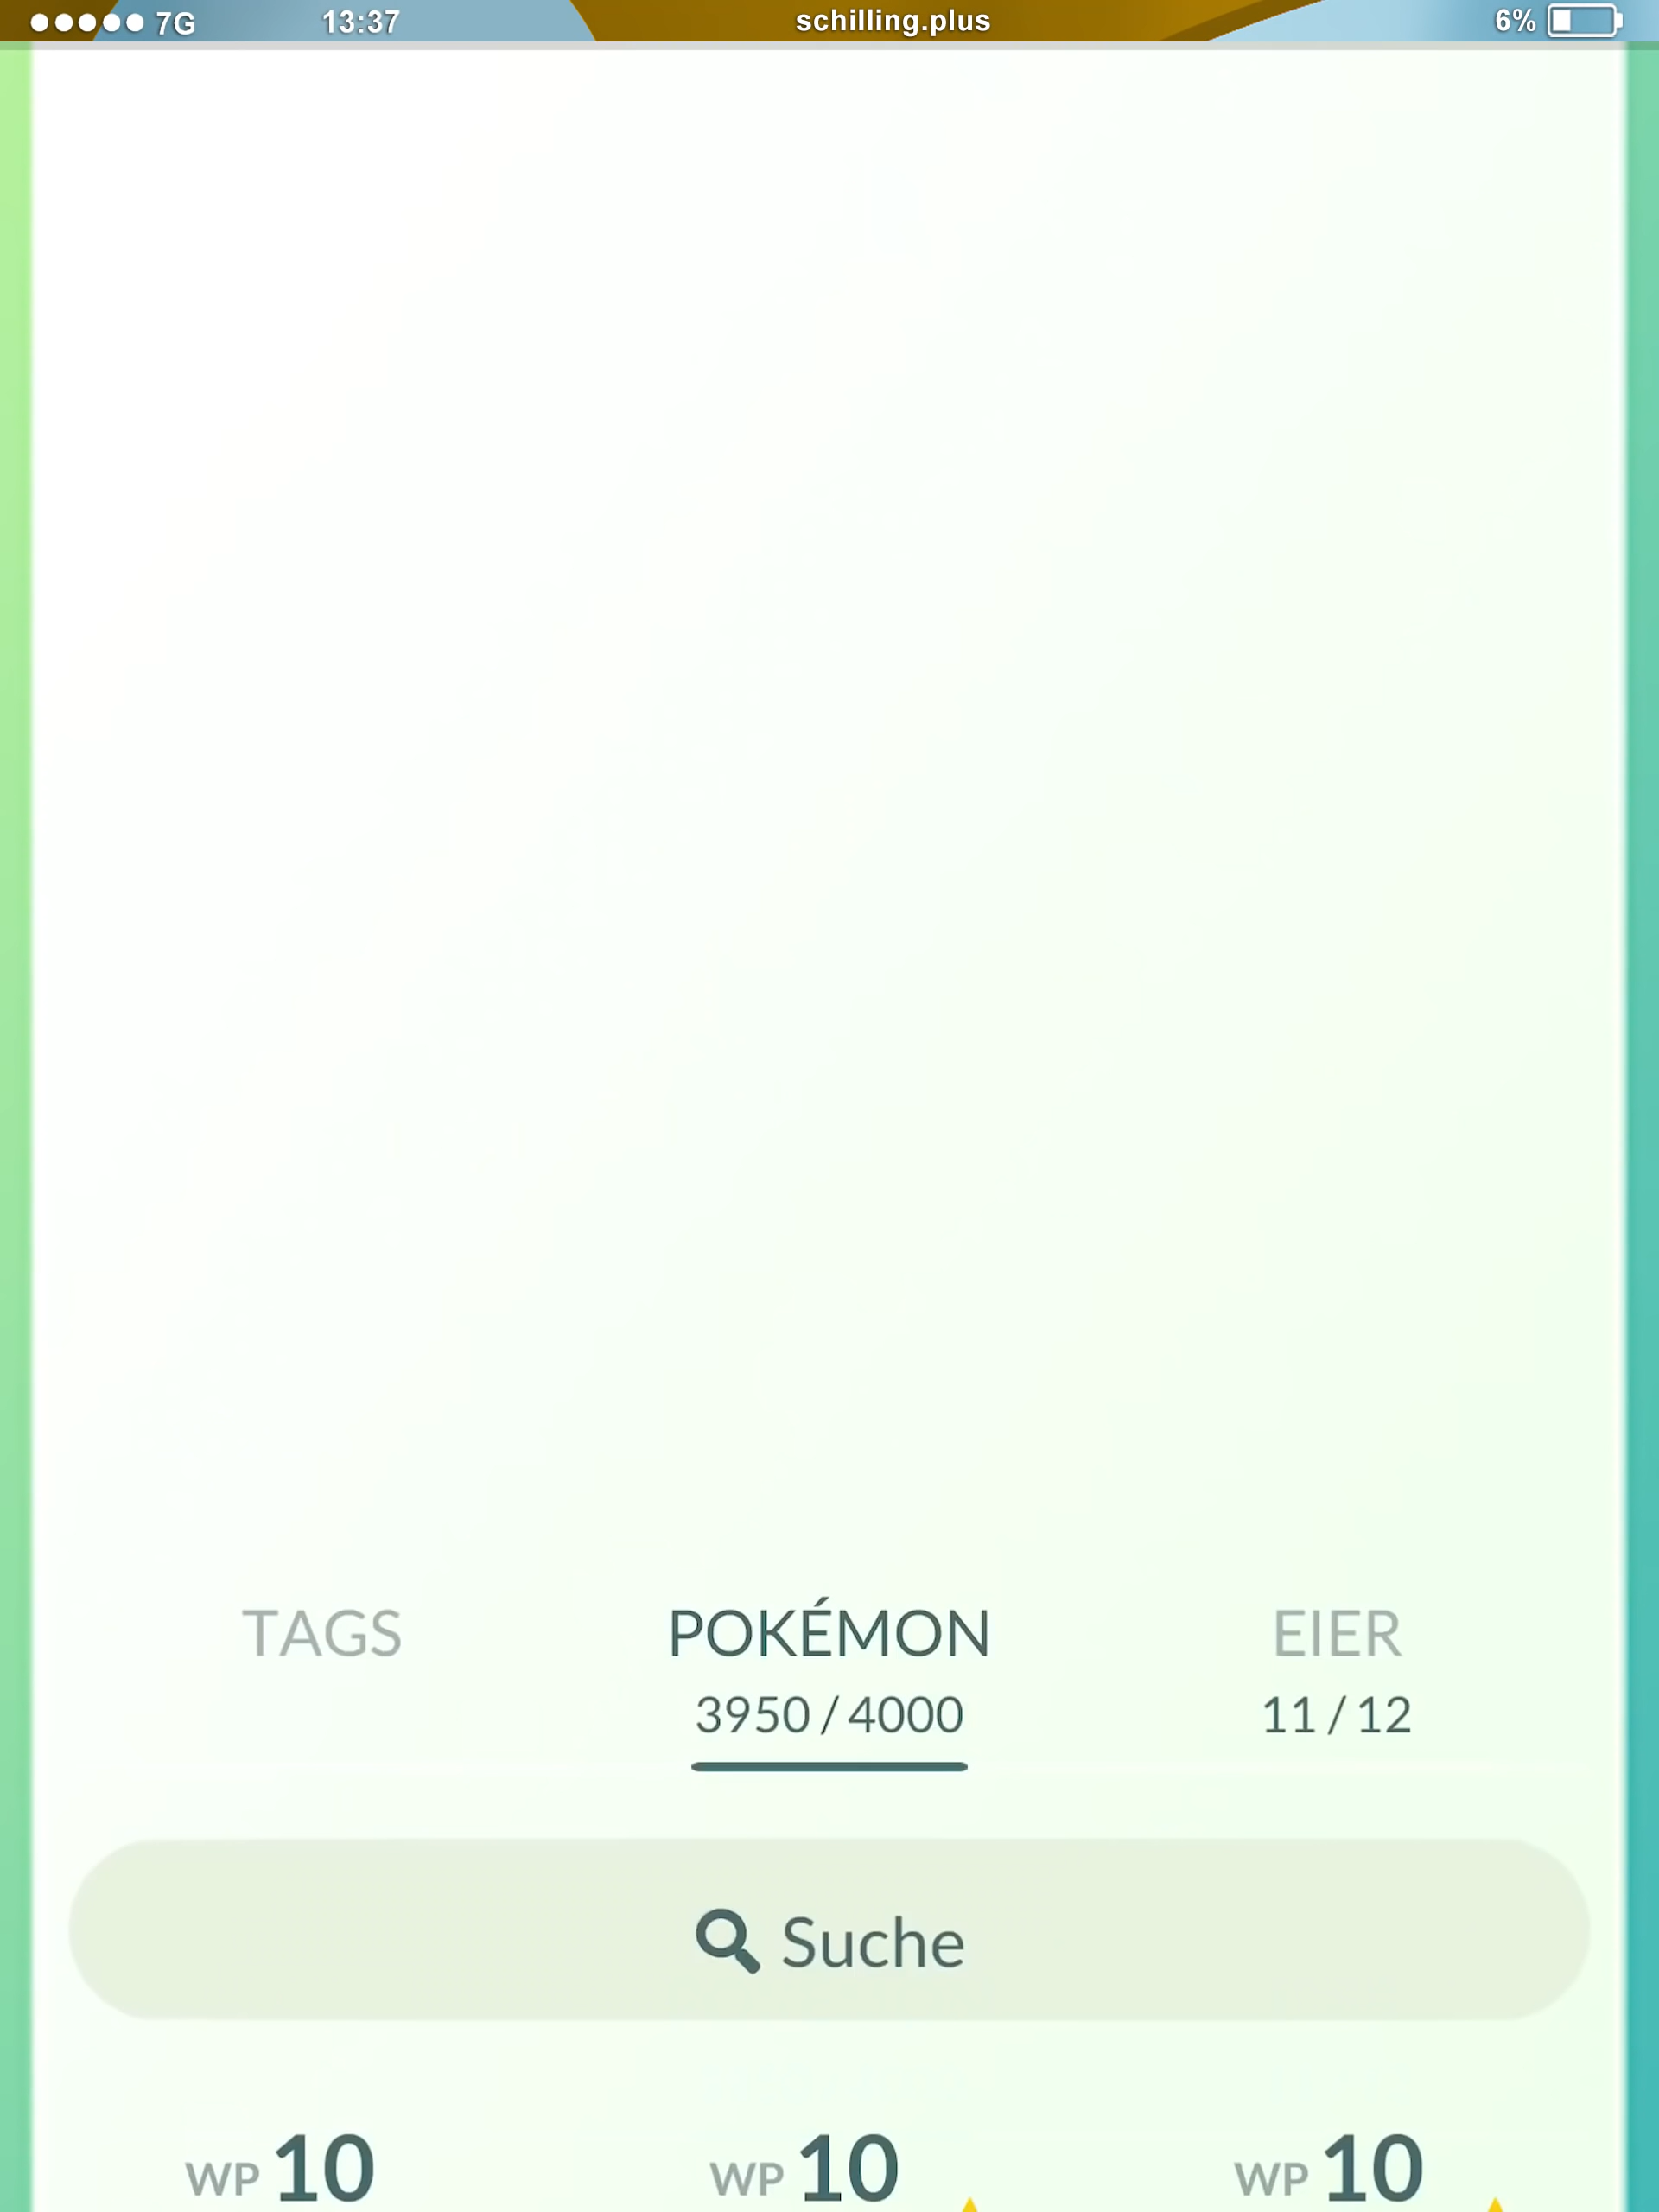 7G 13:37 schilling.plus 6%
TAGS POKÉMON EIER
3950 / 4000 11 / 12
Suche
WP 10 WP 10 WP 10